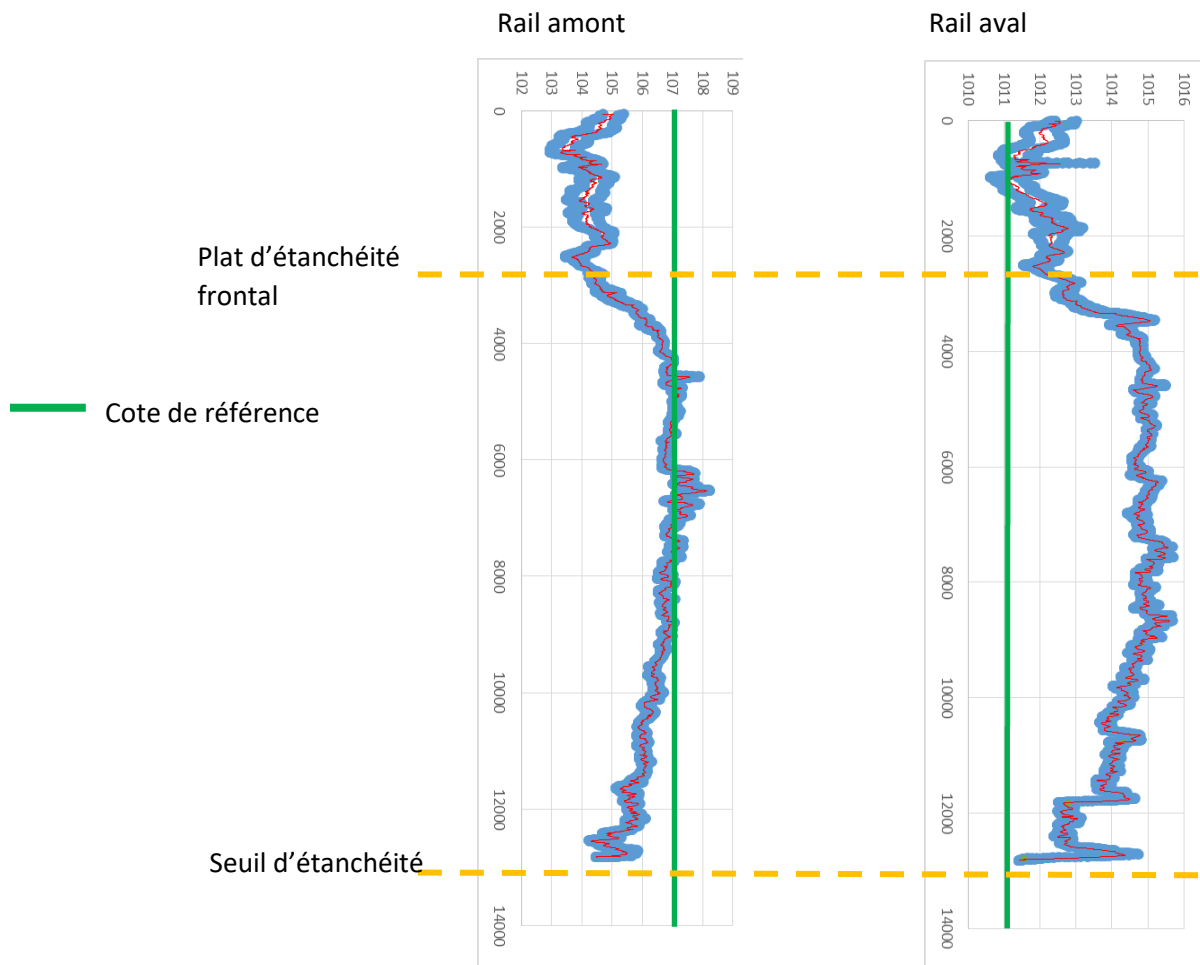 Rail amont
Rail aval
102 103 104 105 106 107 108 109
1010 1011 1012 1013 1014 1015 1016
0
2000
4000
6000
8000
10000
12000
14000
0
2000
4000
6000
8000
10000
12000
14000
Plat d’étanchéité
frontal
Cote de référence
Seuil d’étanchéité